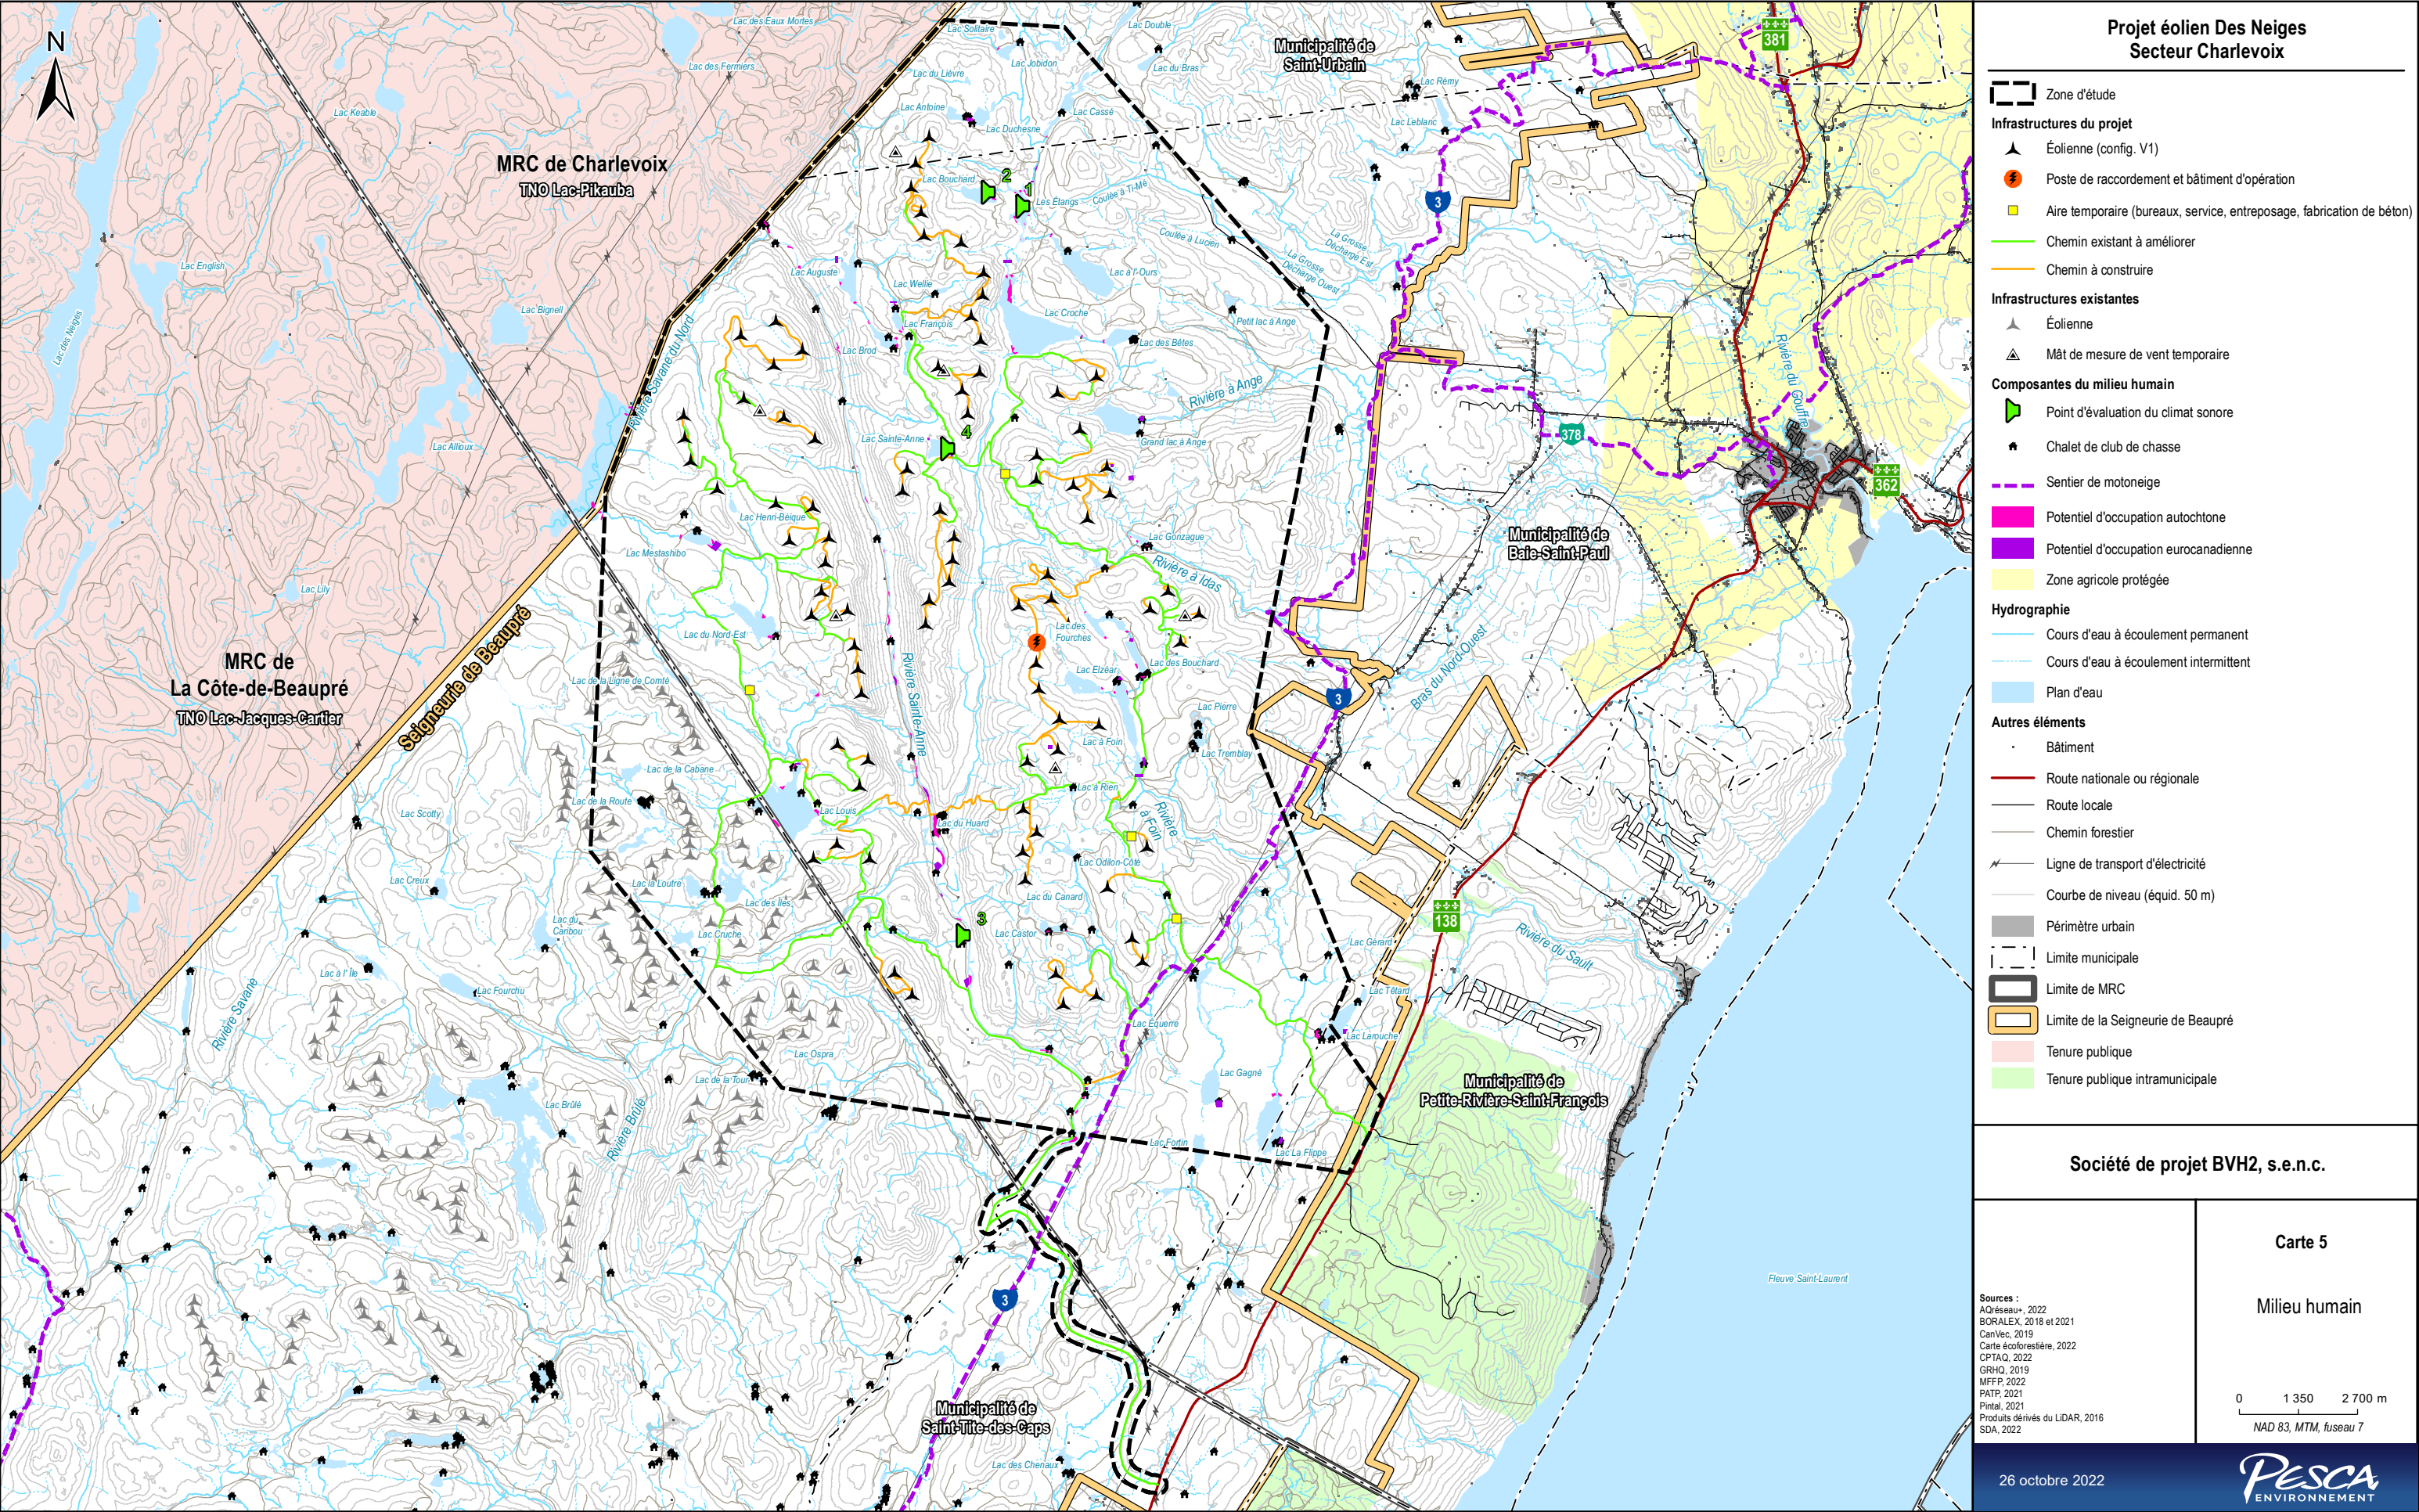 N
MRC de Charlevoix
TNO Lac-Pikauba
MRC de
La Côte-de-Beaupré
TNO Lac-Jacques-Cartier
Seigneurie de Beaupré
Municipalité de
Saint-Urbain
Municipalité de
Baie-Saint-Paul
Municipalité de
Petite-Rivière-Saint-François
Municipalité de
Saint-Tite-des-Caps
Lac des Eaux Mortes
Lac des Fermiers
Lac Keable
Lac English
Lac des Neiges
Lac Bignell
Lac Allioux
Lac Lily
Lac Solitaire
Lac Double
Lac Jobidon
Lac du Bras
Lac du Lièvre
Lac Antoine
Lac Cassé
Lac Duchesne
Lac Rémy
Lac Leblanc
Lac Bouchard
2
1
Les Étangs
Coulée à Ti-Mé
Coulée à Lucien
La Grosse
Décharge Est
La Grosse
Décharge Ouest
Lac Auguste
Lac Wellie
Lac à l'Ours
Lac François
Lac Croche
Petit lac à Ange
Lac Brod
Lac des Bêtes
Rivière Savane du Nord
Rivière à Ange
Lac Sainte-Anne
4
Grand lac à Ange
Lac Henri-Béique
Lac Mestashibo
Lac Gonzague
Rivière à Idas
Lac du Nord-Est
Lac des
Fourches
Lac Elzéar
Lac des Bouchard
Lac de la Ligne de Comté
Rivière Sainte-Anne
Lac Pierre
Lac à Foin
Lac Tremblay
Lac de la Cabane
Lac de la Route
Lac Louis
Lac à Rien
Rivière
à Foin
Lac du Huard
Lac Scotty
Lac Creux
Lac la Loutre
Lac des Îles
Lac Odilon-Côté
Lac du Canard
Lac du
Caribou
Lac Cruche
3
Lac Castor
Lac à l'Île
Lac Fourchu
Rivière Savane
Lac Gérard
Lac Têtard
Lac Équerre
Lac Larouche
Lac Ospra
Lac de la Tour
Lac Gagné
Lac Brûlé
Rivière Brûlé
Lac Fortin
Lac La Flippe
Lac des Chenaux
Bras du Nord-Ouest
Rivière du Gouffre
Rivière du Sault
Fleuve Saint-Laurent
381
3
378
362
3
138
3
Projet éolien Des Neiges
Secteur Charlevoix
Zone d'étude
Infrastructures du projet
Éolienne (config. V1)
Poste de raccordement et bâtiment d'opération
Aire temporaire (bureaux, service, entreposage, fabrication de béton)
Chemin existant à améliorer
Chemin à construire
Infrastructures existantes
Éolienne
Mât de mesure de vent temporaire
Composantes du milieu humain
Point d'évaluation du climat sonore
Chalet de club de chasse
Sentier de motoneige
Potentiel d'occupation autochtone
Potentiel d'occupation eurocanadienne
Zone agricole protégée
Hydrographie
Cours d'eau à écoulement permanent
Cours d'eau à écoulement intermittent
Plan d'eau
Autres éléments
Bâtiment
Route nationale ou régionale
Route locale
Chemin forestier
Ligne de transport d'électricité
Courbe de niveau (équid. 50 m)
Périmètre urbain
Limite municipale
Limite de MRC
Limite de la Seigneurie de Beaupré
Tenure publique
Tenure publique intramunicipale
Société de projet BVH2, s.e.n.c.
Sources :
AQréseau+, 2022
BORALEX, 2018 et 2021
CanVec, 2019
Carte écoforestière, 2022
CPTAQ, 2022
GRHQ, 2019
MFFP, 2022
PATP, 2021
Pintal, 2021
Produits dérivés du LiDAR, 2016
SDA, 2022
Carte 5
Milieu humain
0 1 350 2 700 m
NAD 83, MTM, fuseau 7
26 octobre 2022
PESCA
ENVIRONNEMENT